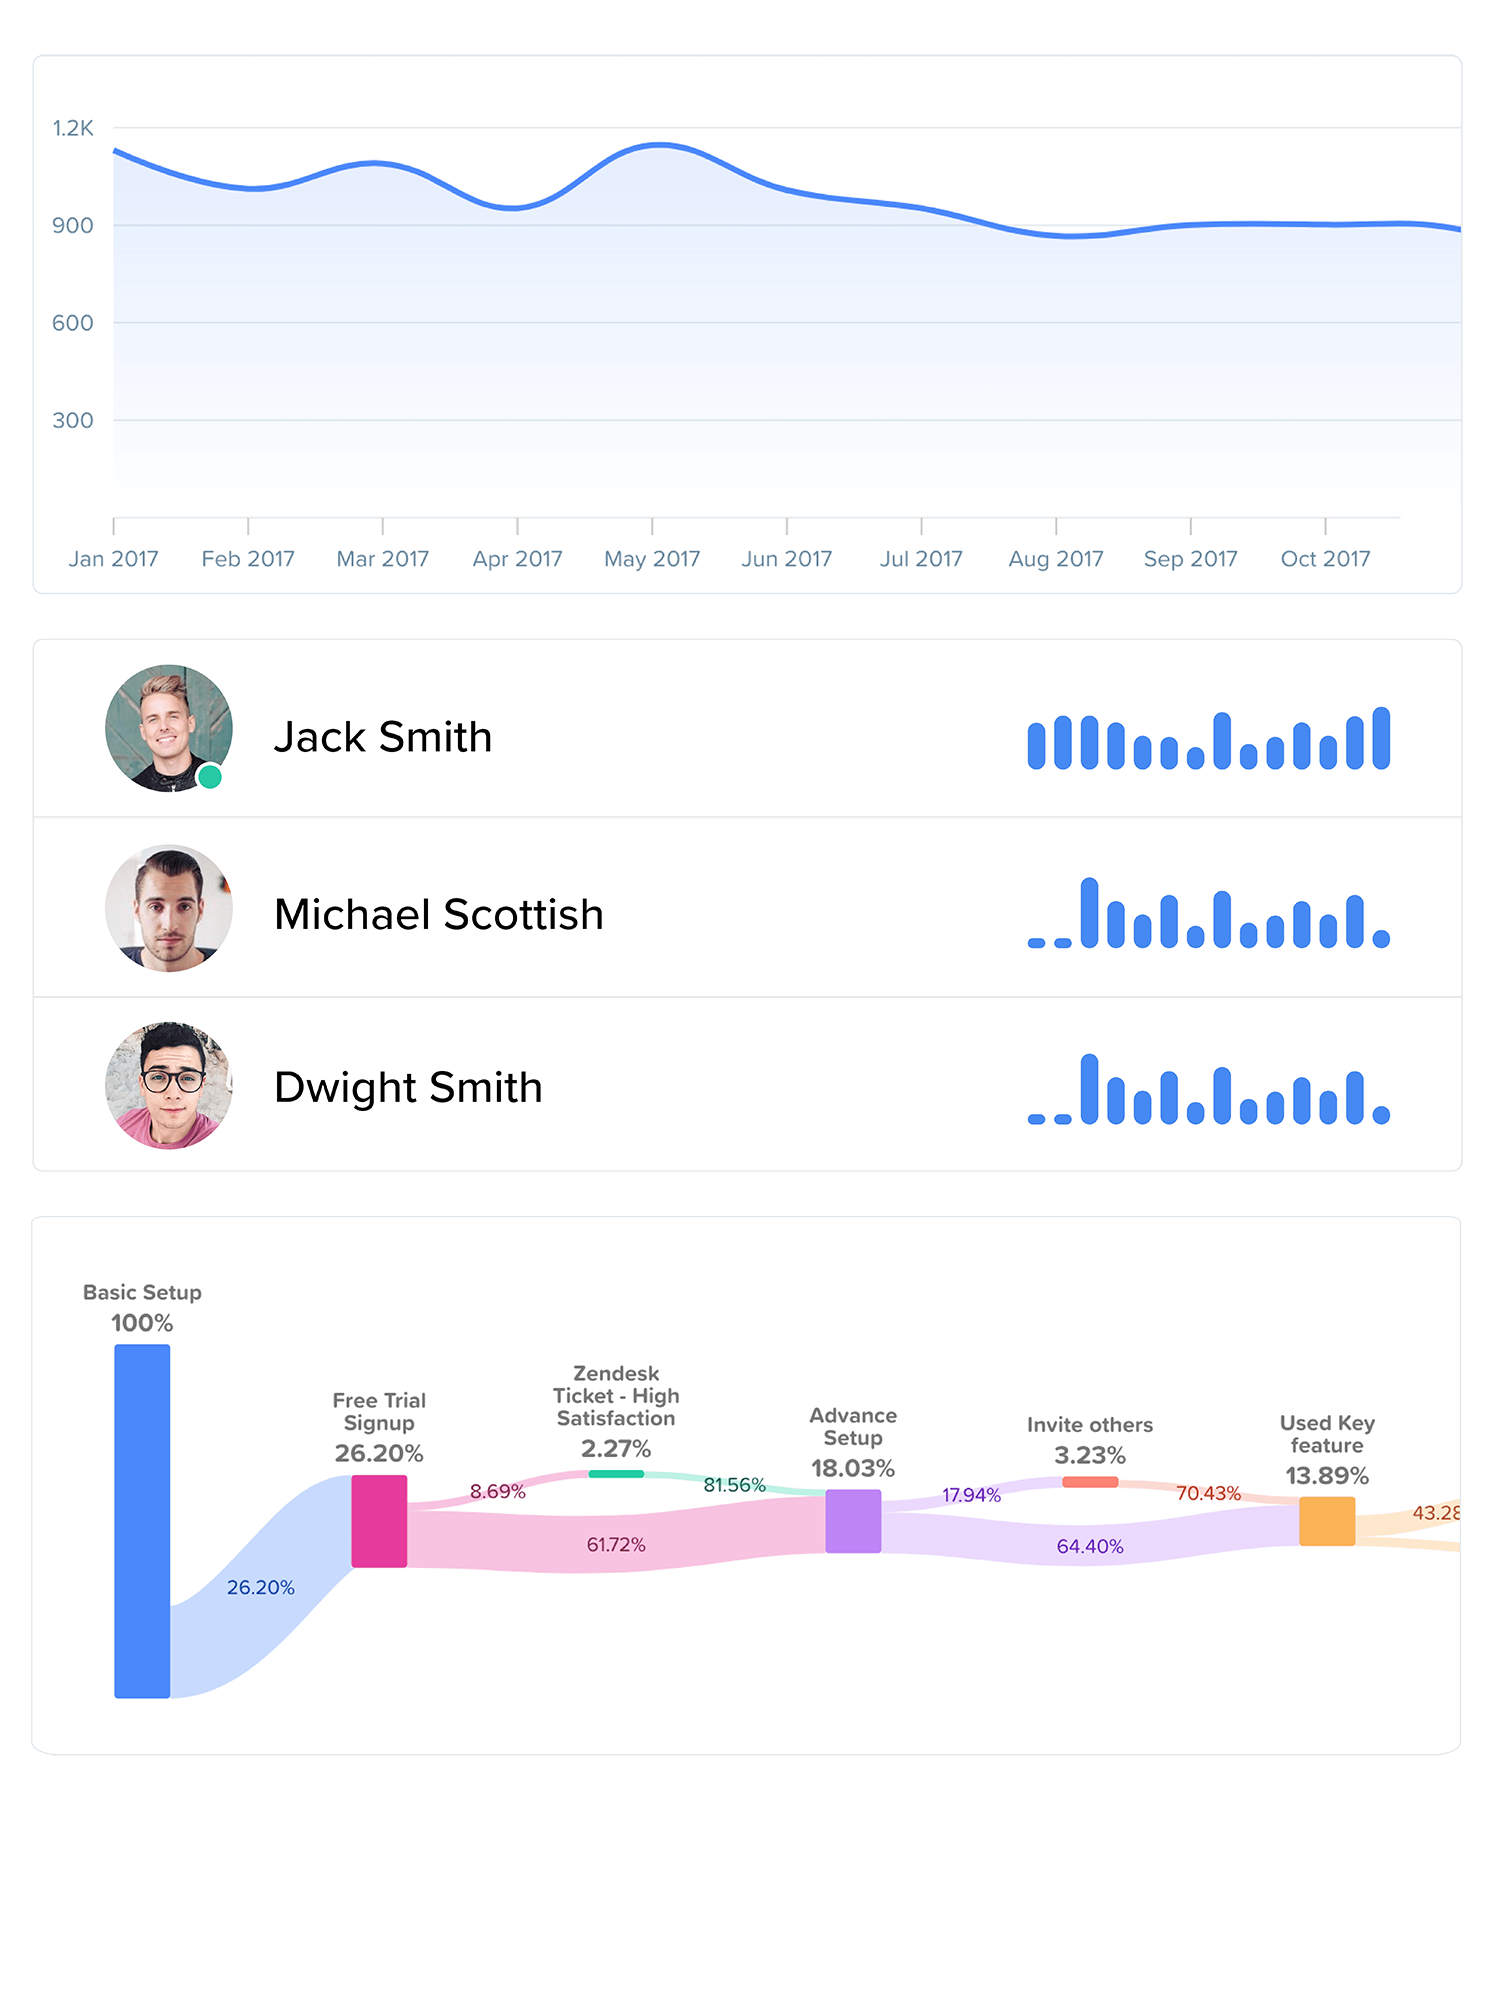 1.2K
900
600
300
Jan 2017 Feb 2017 Mar 2017 Apr 2017 May 2017 Jun 2017 Jul 2017 Aug 2017 Sep 2017 Oct 2017
Jack Smith
Michael Scottish
Dwight Smith
Basic Setup
100%
26.20%
Free Trial
Signup
26.20%
8.69%
61.72%
Zendesk
Ticket - High
Satisfaction
2.27%
81.56%
Advance
Setup
18.03%
17.94%
64.40%
Invite others
3.23%
70.43%
Used Key
feature
13.89%
43.28